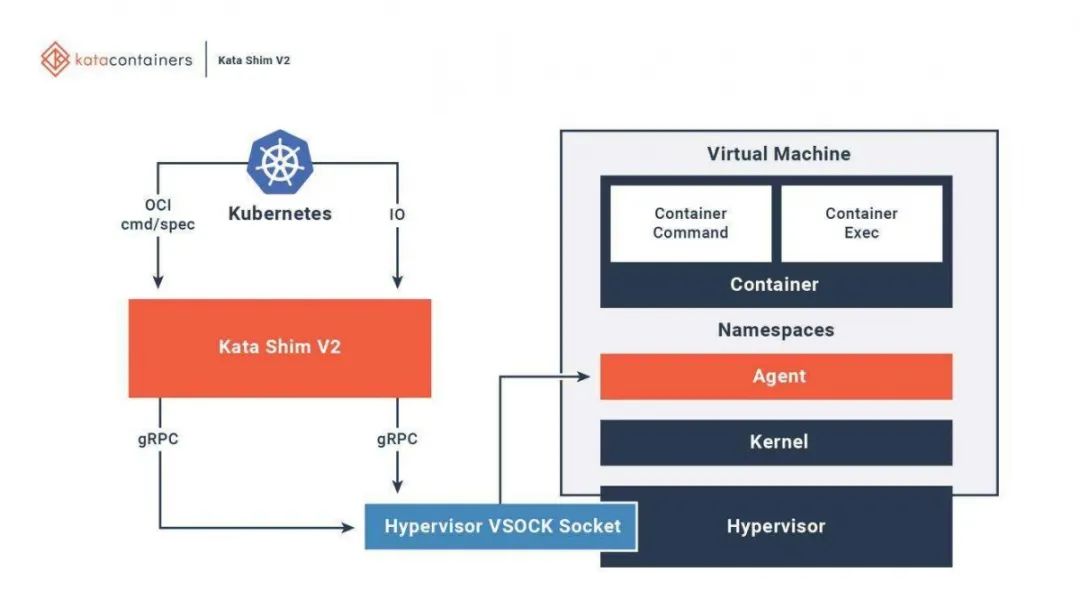 katacontainers
Kata Shim V2
OCI
cmd/spec
Kubernetes
IO
Kata Shim V2
gRPC
gRPC
Hypervisor VSOCK Socket
Virtual Machine
Container
Command
Container
Exec
Container
Namespaces
Agent
Kernel
Hypervisor